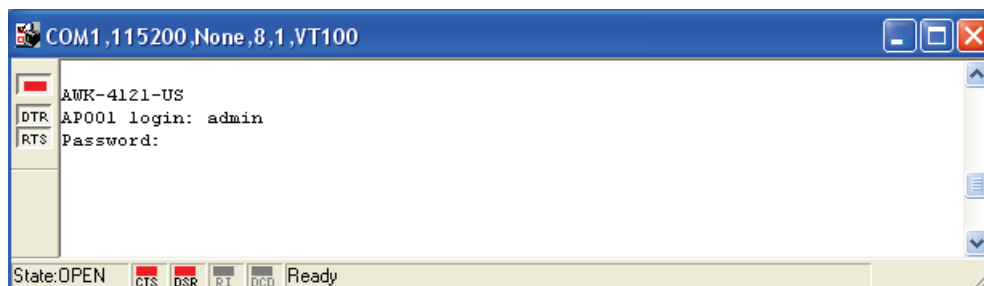 COM1,115200,None,8,1,VT100
AWK-4121-US
DTR
AP001 login: admin
RTS
Password:
State:OPEN
CTS
DSR
RI
DCD
Ready